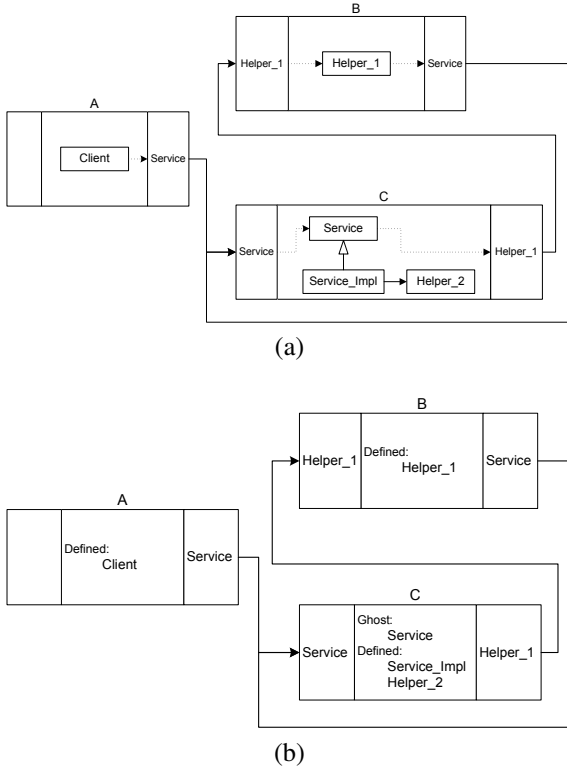 B
Helper_1
Helper_1
Service
A
Client
Service
C
Service
Service
Helper_1
Service_Impl
Helper_2
(a)
B
Helper_1
Defined:
Helper_1
Service
A
Defined:
Client
Service
C
Service
Ghost:
Service
Defined:
Service_Impl
Helper_2
Helper_1
(b)